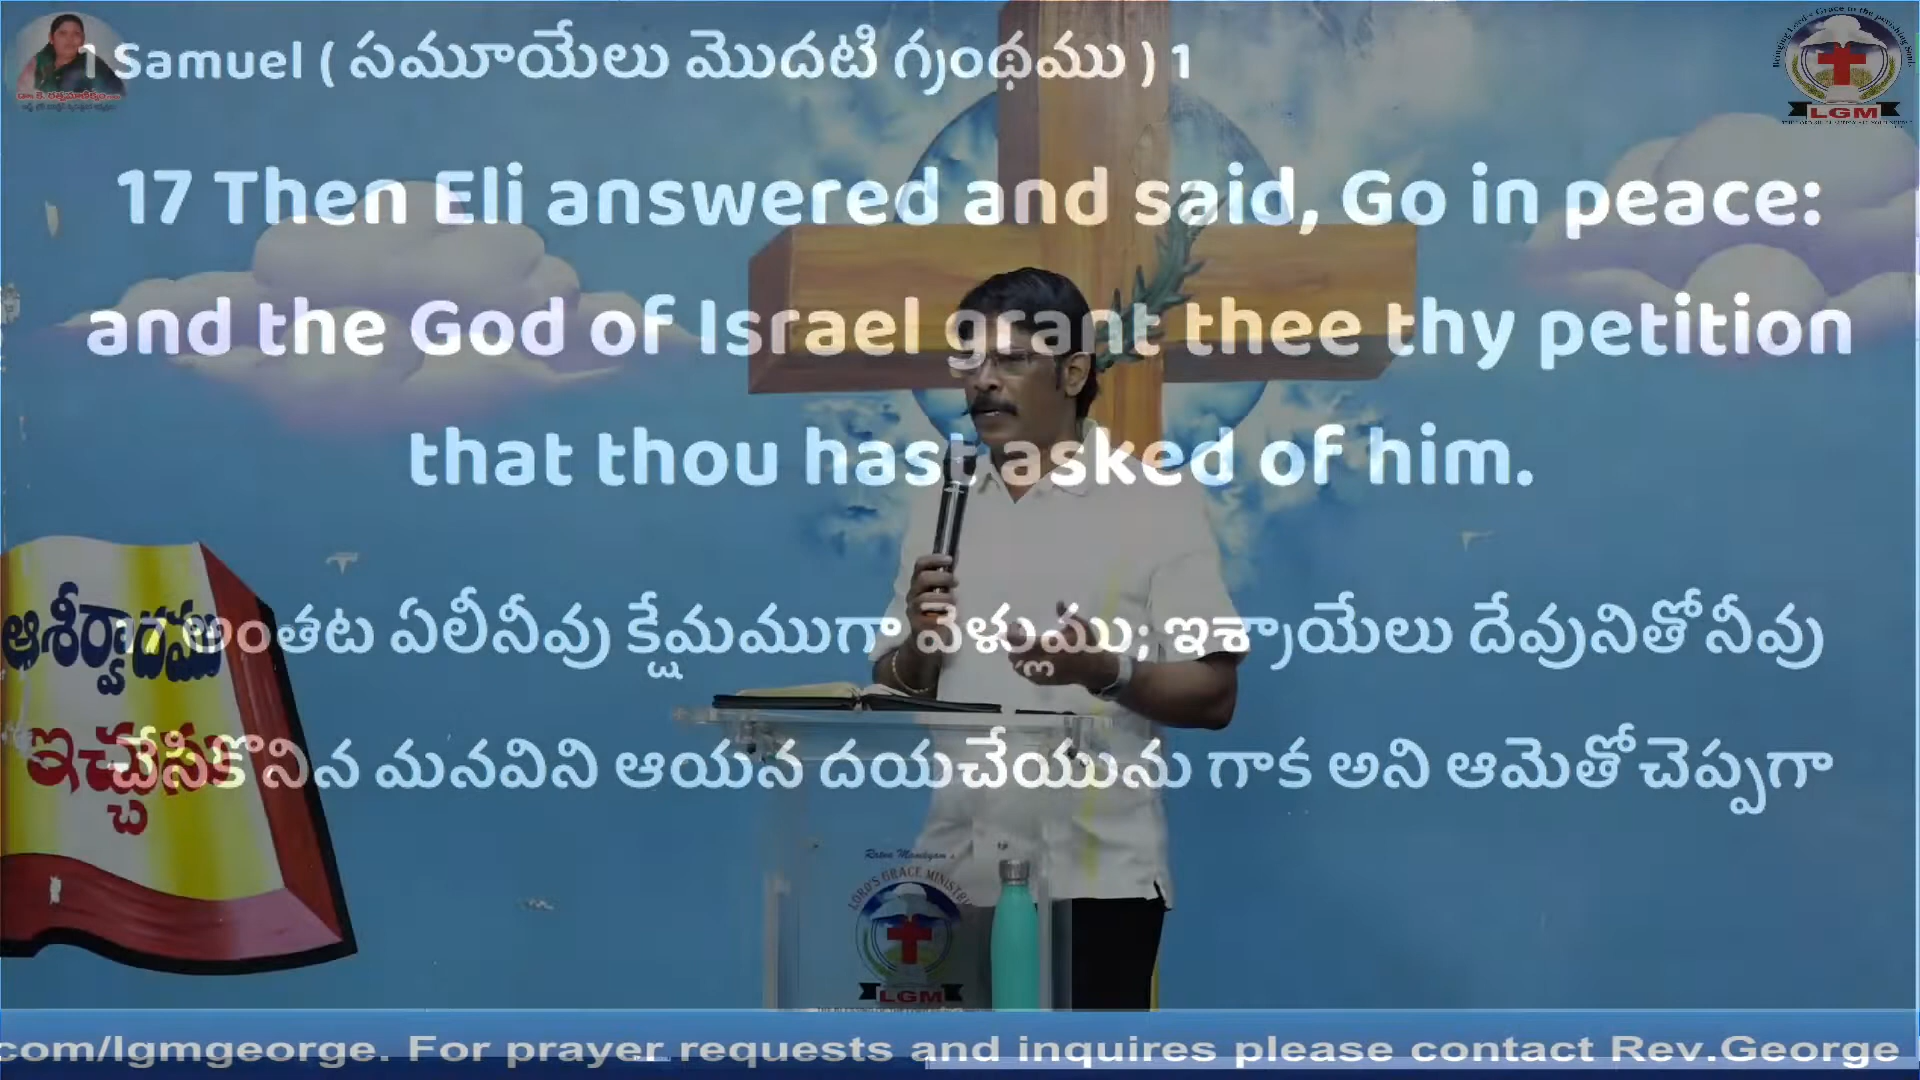 1 Samuel ( సమూయేలు మొదటి గ్రంథము ) 1
LGM
17 Then Eli answered and said, Go in peace:
and the God of Israel grant thee thy petition
that thou hast asked of him.
అంతట ఏలీనీవు క్షేమముగా వెళ్లుము; ఇశ్రాయేలు దేవునితో నీవు
చేసికొనిన మనవిని ఆయన దయచేయును గాక అని ఆమెతో చెప్పగా
ఆశీర్వాదము
LORD'S GRACE MINISTRY
LGM
com/lgmgeorge. For prayer requests and inquires please contact Rev.George